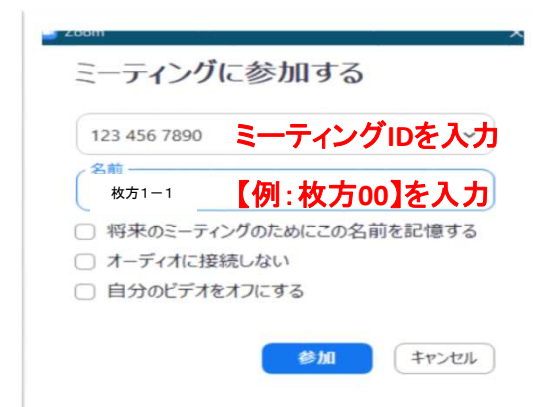 Zoom
ミーティングに参加する
123 456 7890 ミーティングIDを入力
名前
枚方1－1 【例：枚方00】を入力
将来のミーティングのためにこの名前を記憶する
オーディオに接続しない
自分のビデオをオフにする
参加 キャンセル